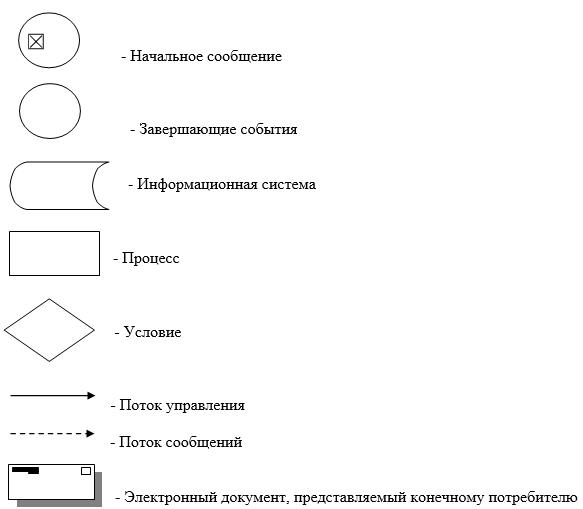 - Начальное сообщение
- Завершающие события
- Информационная система
- Процесс
- Условие
- Поток управления
- Поток сообщений
- Электронный документ, представляемый конечному потребителю